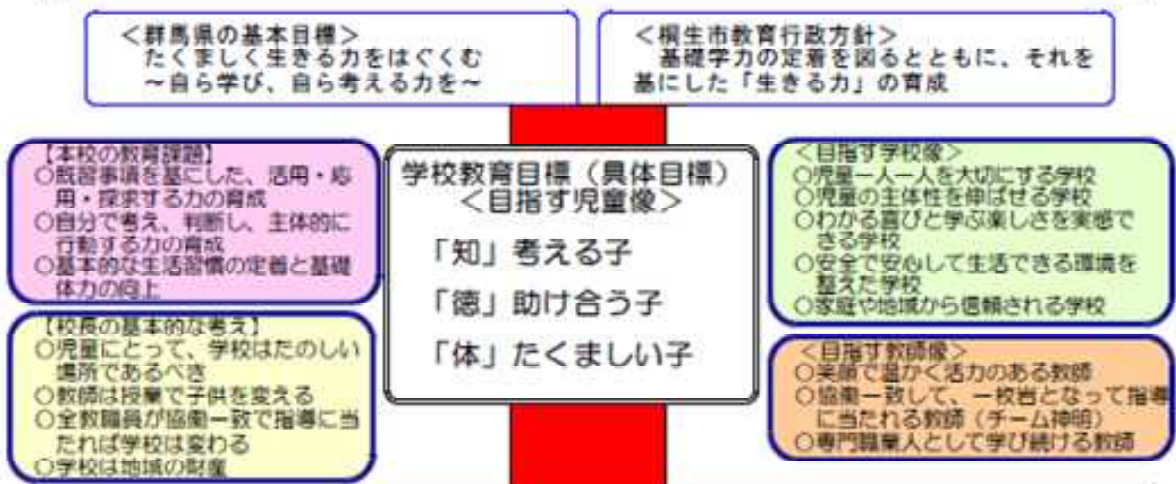 ＜群馬県の基本目標＞
たくましく生きる力をはぐくむ
～自ら学び、自ら考える力を～
＜桐生市教育行政方針＞
基礎学力の定着を図るとともに、それを
基にした「生きる力」の育成
【本校の教育課題】
○既習事項を基にした、活用・応
用・探求する力の育成
○自分で考え、判断し、主体的に
行動する力の育成
○基本的な生活習慣の定着と基礎
体力の向上
【校長の基本的な考え】
○児童にとって、学校はたのしい
場所であるべき
○教師は授業で子供を変える
○全教職員が協働一致で指導に当
たれば学校は変わる
○学校は地域の財産
学校教育目標（具体目標）
＜目指す児童像＞
「知」考える子
「徳」助け合う子
「体」たくましい子
＜目指す学校像＞
○児童一人一人を大切にする学校
○児童の主体性を伸ばせる学校
○わかる喜びと学ぶ楽しさを実感で
きる学校
○安全で安心して生活できる環境を
整えた学校
○家庭や地域から信頼される学校
＜目指す教師像＞
○笑顔で温かく活力のある教師
○協働一致して、一枚岩となって指導
に当たれる教師（チーム神明）
○専門職業人として学び続ける教師